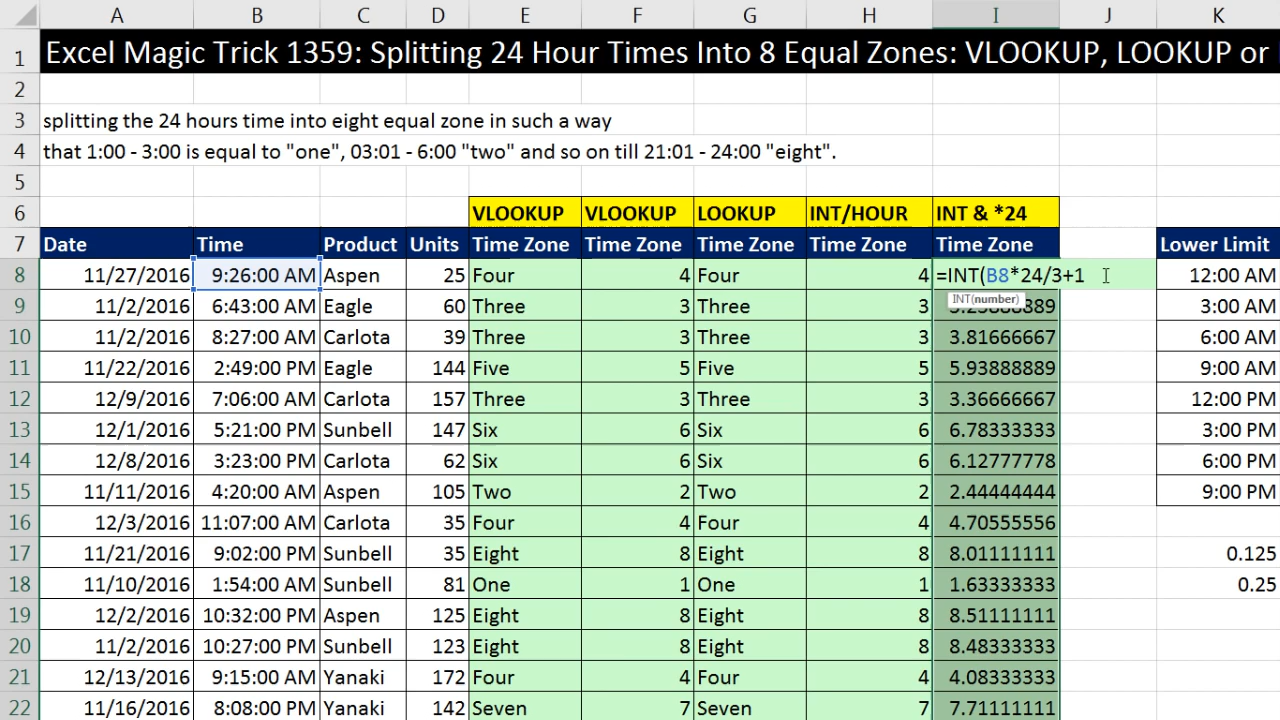 A B C D E F G H I J K
1 Excel Magic Trick 1359: Splitting 24 Hour Times Into 8 Equal Zones: VLOOKUP, LOOKUP or
2
3 splitting the 24 hours time into eight equal zone in such a way
4 that 1:00 - 3:00 is equal to "one", 03:01 - 6:00 "two" and so on till 21:01 - 24:00 "eight".
5
6 VLOOKUP VLOOKUP LOOKUP INT/HOUR INT & *24
7 Date Time Product Units Time Zone Time Zone Time Zone Time Zone Time Zone Lower Limit
8 11/27/2016 9:26:00 AM Aspen 25 Four 4 Four 4 =INT(B8*24/3+1 12:00 AM
INT(number)
9 11/2/2016 6:43:00 AM Eagle 60 Three 3 Three 3 3.23888889 3:00 AM
10 11/2/2016 8:27:00 AM Carlota 39 Three 3 Three 3 3.81666667 6:00 AM
11 11/22/2016 2:49:00 PM Eagle 144 Five 5 Five 5 5.93888889 9:00 AM
12 12/9/2016 7:06:00 AM Carlota 157 Three 3 Three 3 3.36666667 12:00 PM
13 12/1/2016 5:21:00 PM Sunbell 147 Six 6 Six 6 6.78333333 3:00 PM
14 12/8/2016 3:23:00 PM Carlota 62 Six 6 Six 6 6.12777778 6:00 PM
15 11/11/2016 4:20:00 AM Aspen 105 Two 2 Two 2 2.44444444 9:00 PM
16 12/3/2016 11:07:00 AM Carlota 35 Four 4 Four 4 4.70555556
17 11/21/2016 9:02:00 PM Sunbell 35 Eight 8 Eight 8 8.01111111 0.125
18 11/10/2016 1:54:00 AM Sunbell 81 One 1 One 1 1.63333333 0.25
19 12/2/2016 10:32:00 PM Aspen 125 Eight 8 Eight 8 8.51111111
20 11/2/2016 10:27:00 PM Sunbell 123 Eight 8 Eight 8 8.48333333
21 12/13/2016 9:15:00 AM Yanaki 172 Four 4 Four 4 4.08333333
22 11/16/2016 8:08:00 PM Yanaki 142 Seven 7 Seven 7 7.71111111